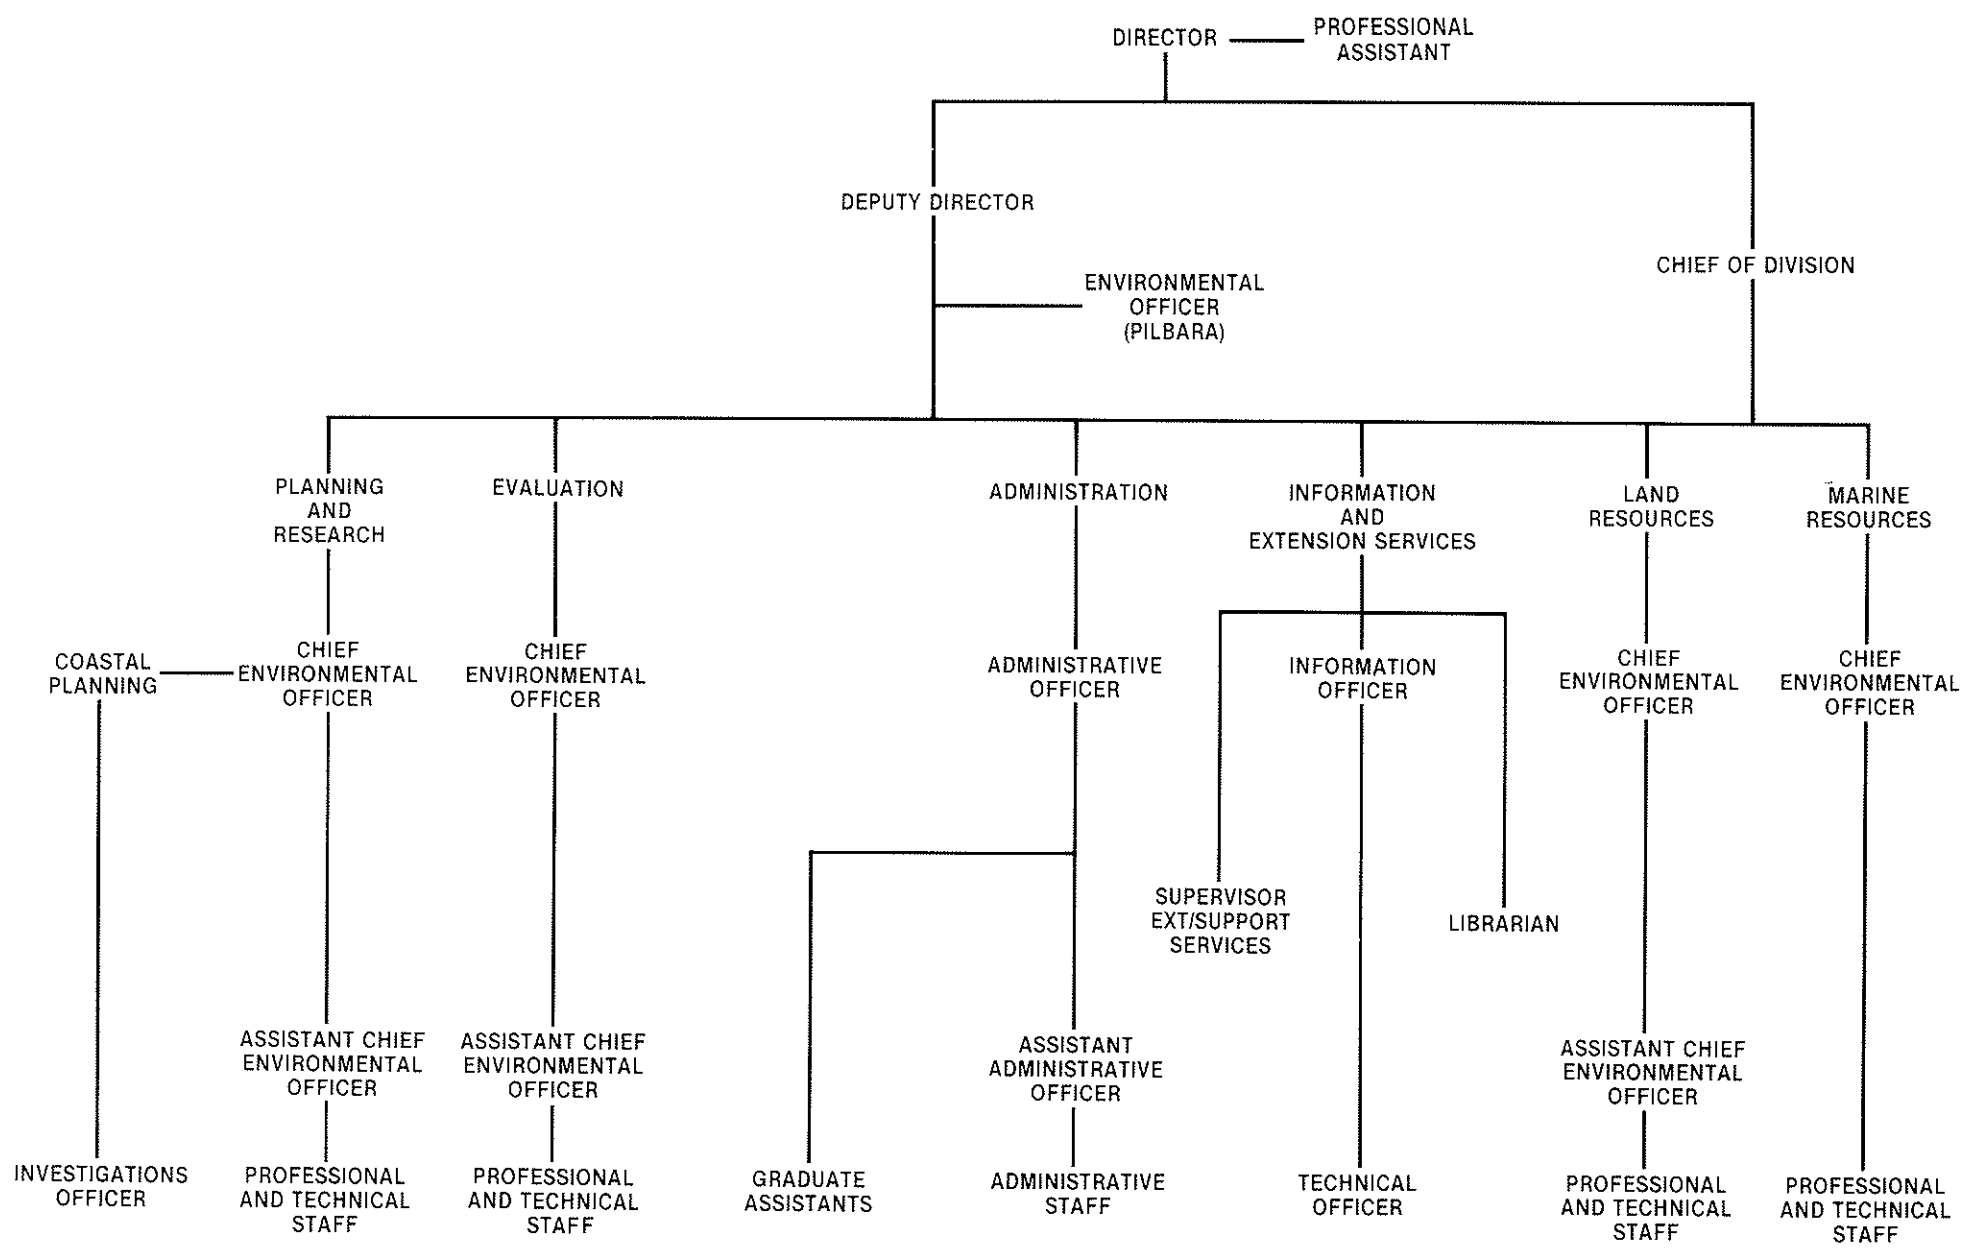 DIRECTOR
PROFESSIONAL
ASSISTANT
DEPUTY DIRECTOR
CHIEF OF DIVISION
ENVIRONMENTAL
OFFICER
(PILBARA)
PLANNING
AND
RESEARCH
EVALUATION
ADMINISTRATION
INFORMATION
AND
EXTENSION SERVICES
LAND
RESOURCES
MARINE
RESOURCES
COASTAL
PLANNING
CHIEF
ENVIRONMENTAL
OFFICER
CHIEF
ENVIRONMENTAL
OFFICER
ADMINISTRATIVE
OFFICER
INFORMATION
OFFICER
CHIEF
ENVIRONMENTAL
OFFICER
CHIEF
ENVIRONMENTAL
OFFICER
SUPERVISOR
EXT/SUPPORT
SERVICES
LIBRARIAN
ASSISTANT CHIEF
ENVIRONMENTAL
OFFICER
ASSISTANT CHIEF
ENVIRONMENTAL
OFFICER
ASSISTANT
ADMINISTRATIVE
OFFICER
ASSISTANT CHIEF
ENVIRONMENTAL
OFFICER
INVESTIGATIONS
OFFICER
PROFESSIONAL
AND TECHNICAL
STAFF
PROFESSIONAL
AND TECHNICAL
STAFF
GRADUATE
ASSISTANTS
ADMINISTRATIVE
STAFF
TECHNICAL
OFFICER
PROFESSIONAL
AND TECHNICAL
STAFF
PROFESSIONAL
AND TECHNICAL
STAFF